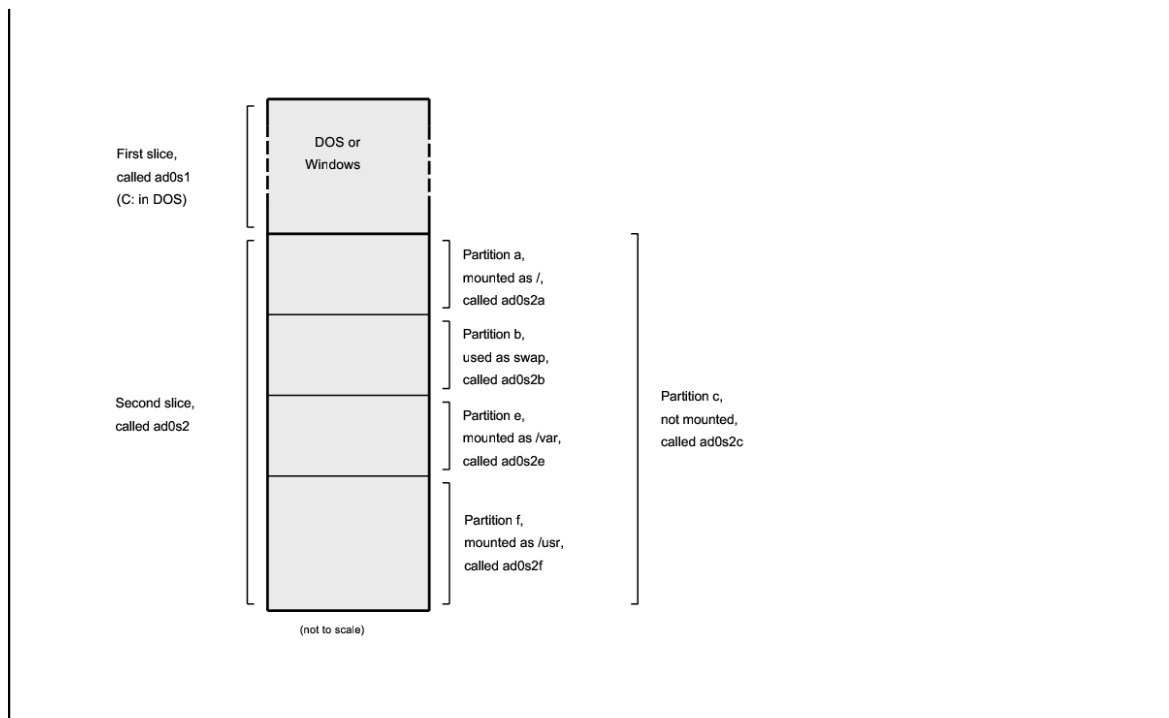 DOS or
Windows
First slice,
called ad0s1
(C: in DOS)
Partition a,
mounted as /,
called ad0s2a
Partition b,
used as swap,
called ad0s2b
Second slice,
called ad0s2
Partition e,
mounted as /var,
called ad0s2e
Partition c,
not mounted,
called ad0s2c
Partition f,
mounted as /usr,
called ad0s2f
(not to scale)